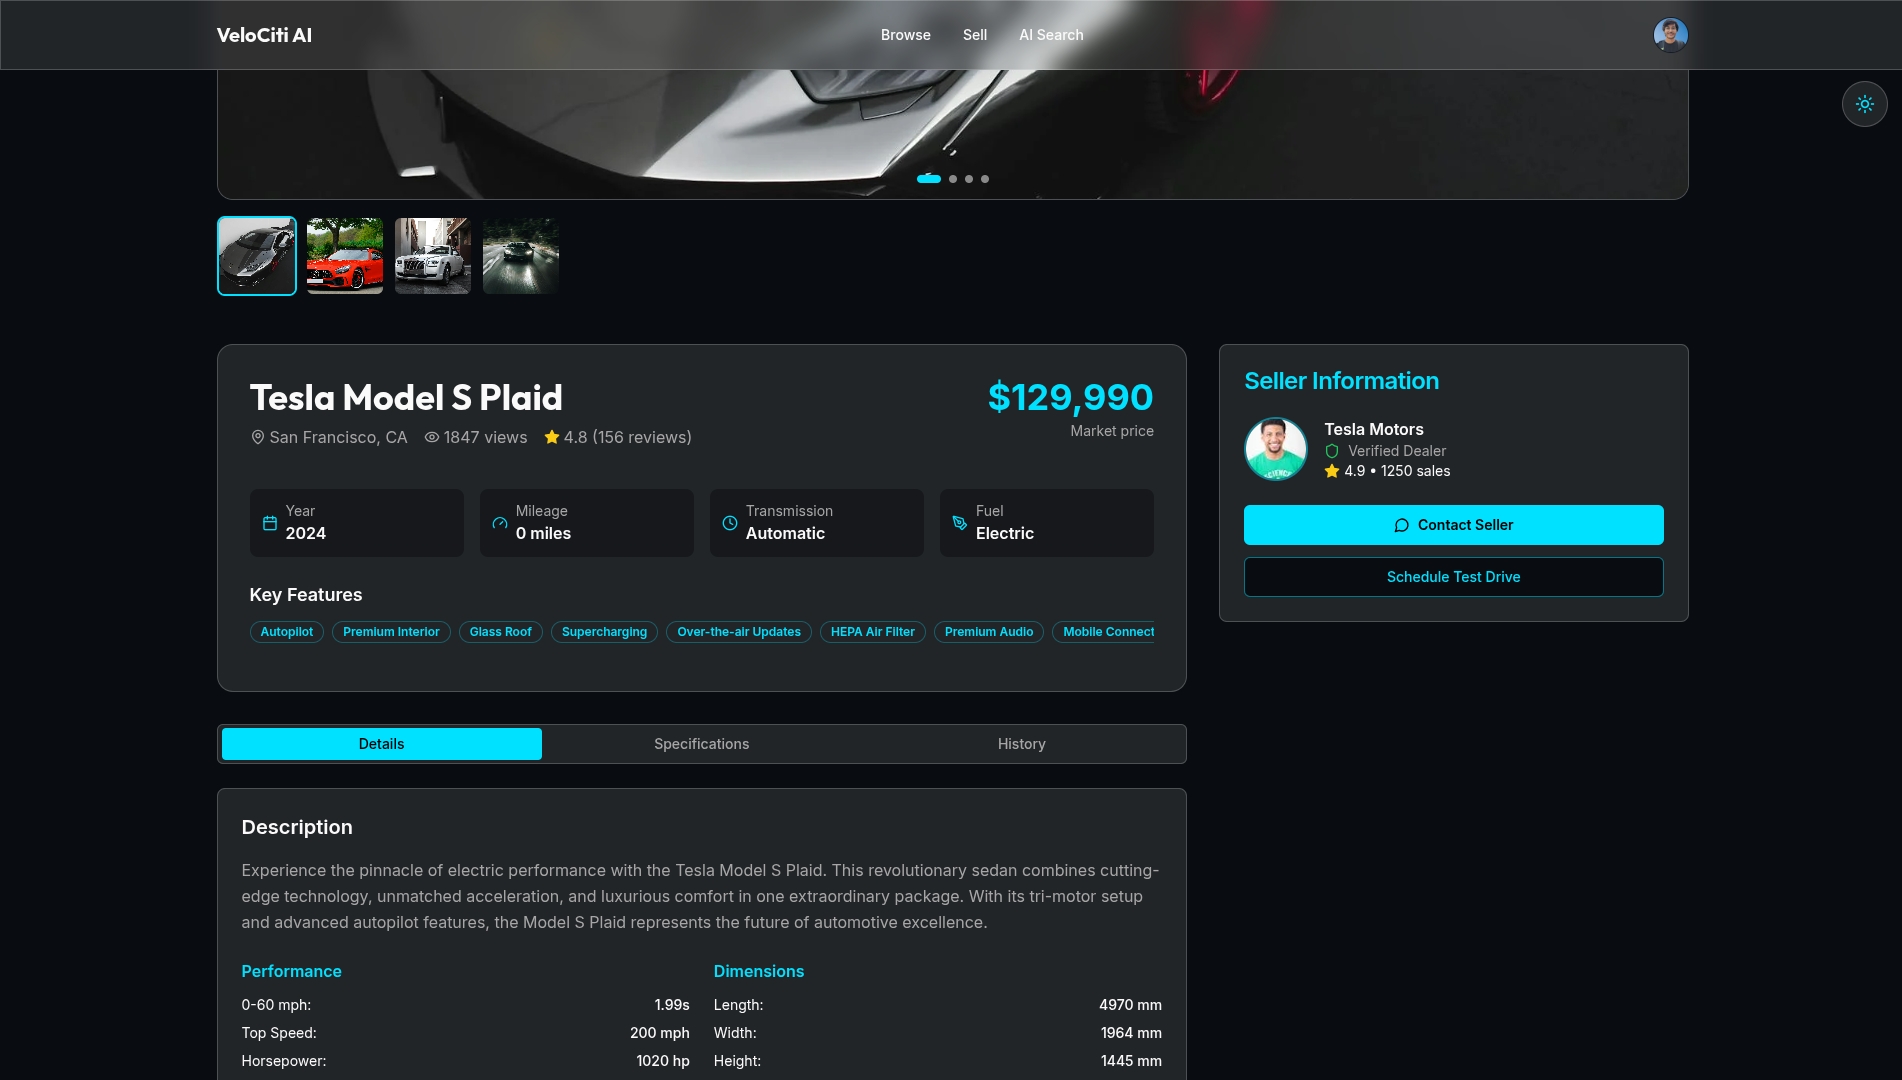 VeloCiti AI
Browse Sell AI Search
Tesla Model S Plaid
$129,990
San Francisco, CA 1847 views 4.8 (156 reviews)
Market price
Year
2024
Mileage
0 miles
Transmission
Automatic
Fuel
Electric
Key Features
Autopilot Premium Interior Glass Roof Supercharging Over-the-air Updates HEPA Air Filter Premium Audio Mobile Connect
Seller Information
Tesla Motors
Verified Dealer
4.9 • 1250 sales
Contact Seller
Schedule Test Drive
Details Specifications History
Description
Experience the pinnacle of electric performance with the Tesla Model S Plaid. This revolutionary sedan combines cutting-
edge technology, unmatched acceleration, and luxurious comfort in one extraordinary package. With its tri-motor setup
and advanced autopilot features, the Model S Plaid represents the future of automotive excellence.
Performance
0-60 mph: 1.99s
Top Speed: 200 mph
Horsepower: 1020 hp
Dimensions
Length: 4970 mm
Width: 1964 mm
Height: 1445 mm